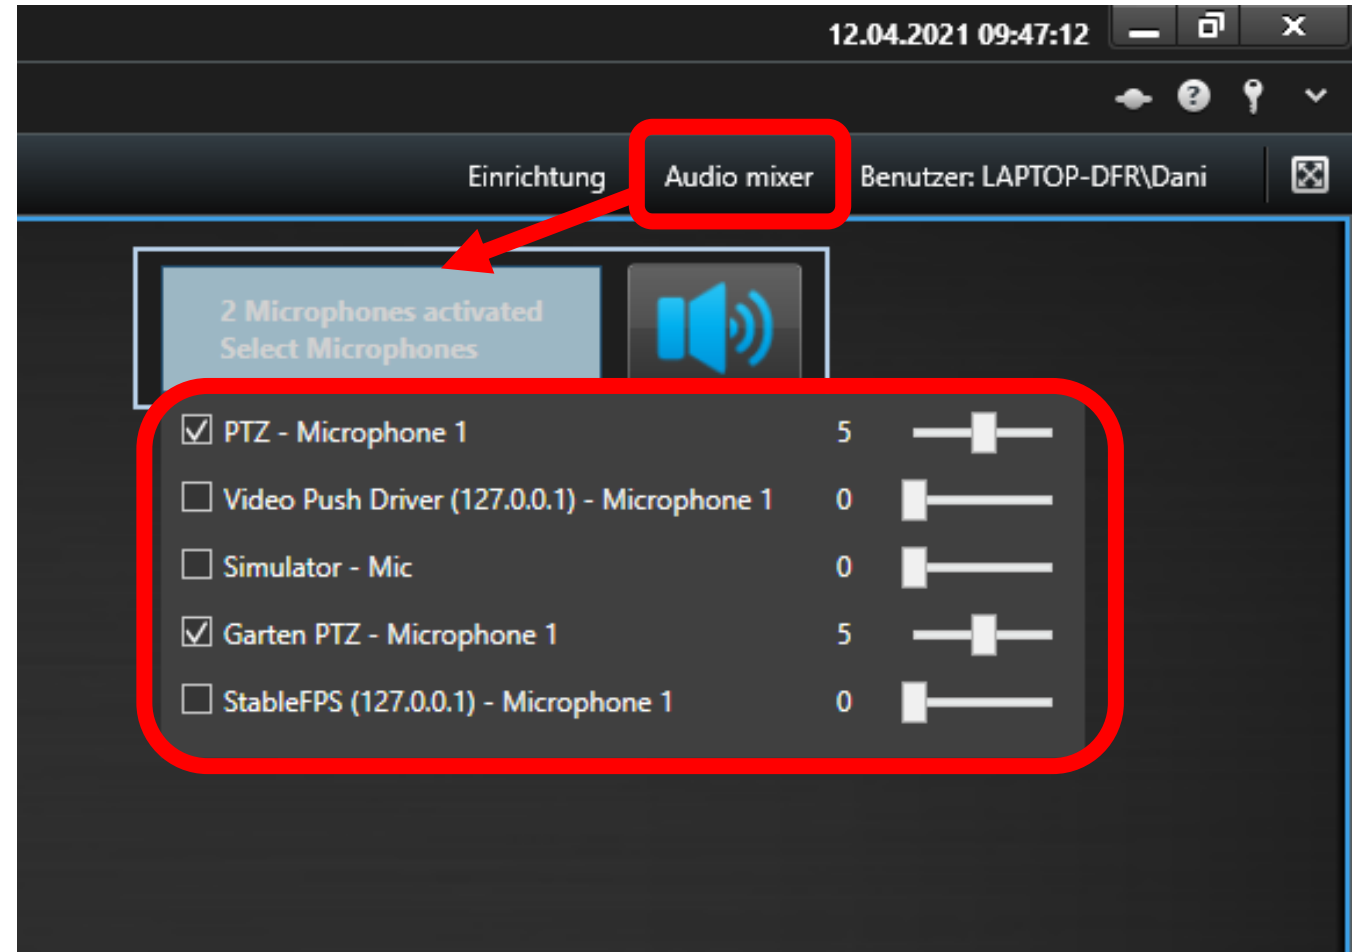 12.04.2021 09:47:12
Einrichtung Audio mixer Benutzer: LAPTOP-DFR\Dani
2 Microphones activated
Select Microphones
PTZ - Microphone 1 5
Video Push Driver (127.0.0.1) - Microphone 1 0
Simulator - Mic 0
Garten PTZ - Microphone 1 5
StableFPS (127.0.0.1) - Microphone 1 0